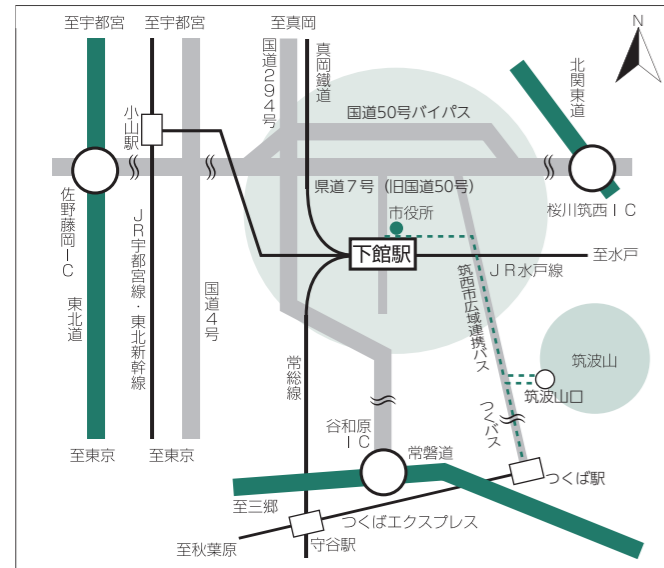 至宇都宮
至宇都宮
至真岡
N
国道294号
真岡鐵道
北関東道
小山駅
国道50号バイパス
県道7号（旧国道50号）
桜川筑西IC
市役所
下館駅
至水戸
JR水戸線
佐野藤岡IC
東北道
JR宇都宮線・東北新幹線
国道4号
筑西市広域連携バス
常総線
筑波山
筑波山口
つくバス
谷和原
IC
常磐道
至東京
至東京
つくば駅
至三郷
つくばエクスプレス
至秋葉原
守谷駅